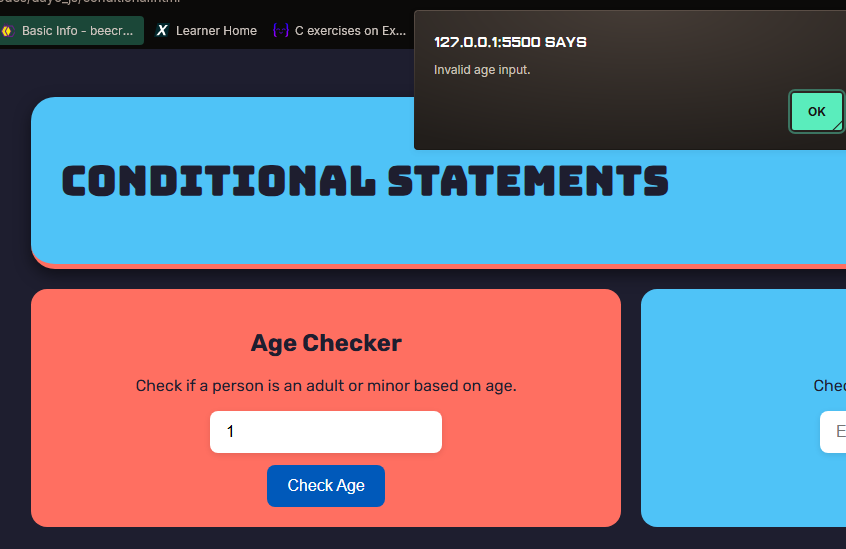 Basic Info - beecr...
Learner Home
C exercises on Ex...
127.0.0.1:5500 SAYS
Invalid age input.
OK
CONDITIONAL STATEMENTS
Age Checker
Check if a person is an adult or minor based on age.
1
Check Age
Chec
E